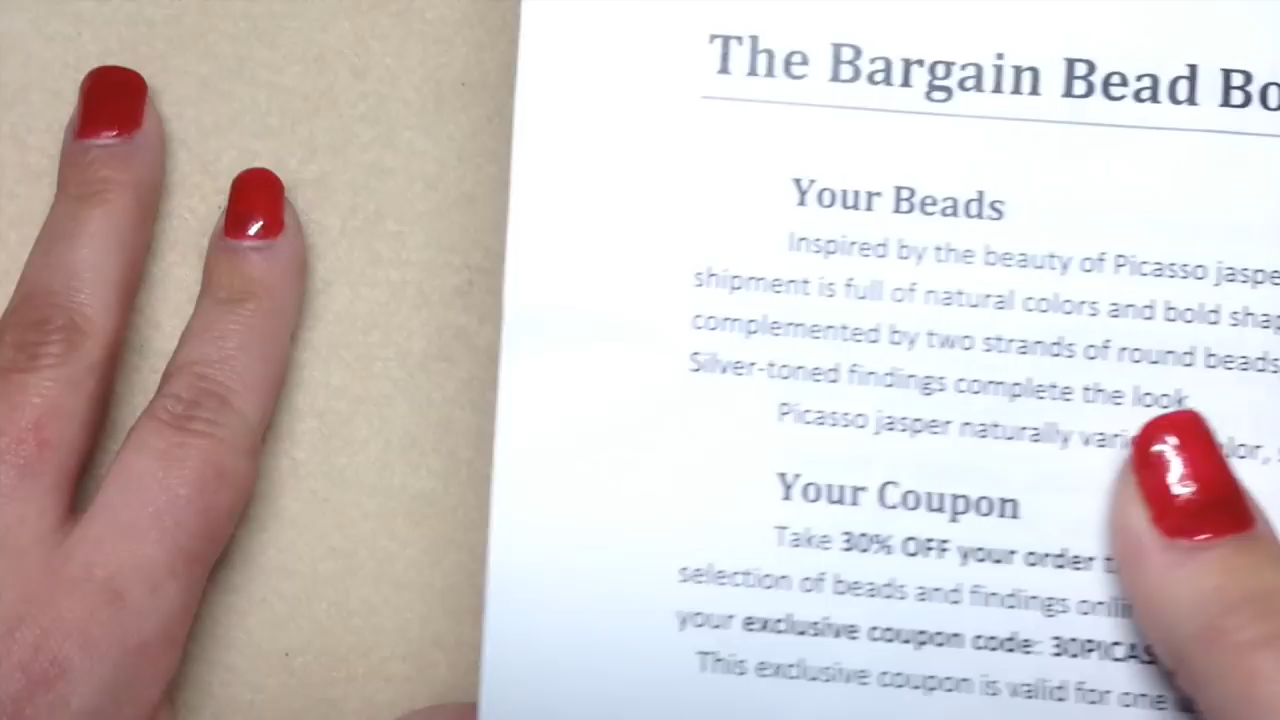 The Bargain Bead Bo
Your Beads
Inspired by the beauty of Picasso jaspe
shipment is full of natural colors and bold shap
complemented by two strands of round beads
Silver-toned findings complete the look.
Picasso jasper naturally vari lor,
Your Coupon
Take 30% OFF your order t
selection of beads and findings onli
your exclusive coupon code: 30PICAS
This exclusive coupon is valid for one